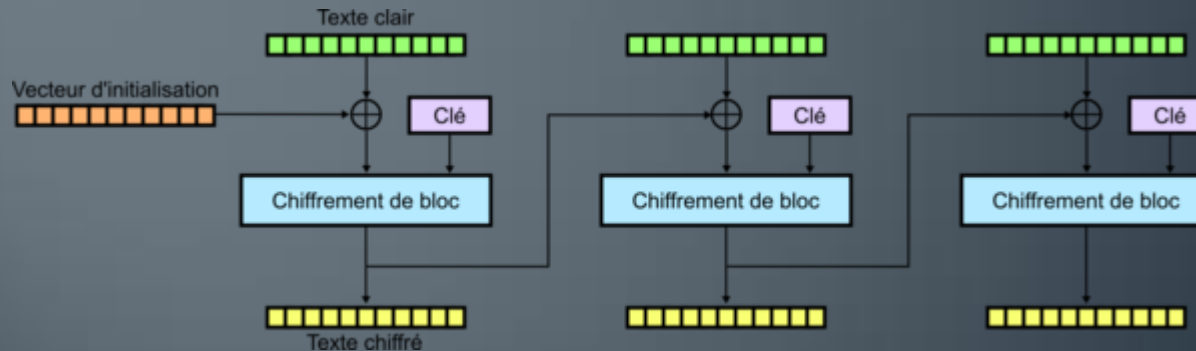 Texte clair
Vecteur d'initialisation
Clé
Clé
Clé
Chiffrement de bloc
Chiffrement de bloc
Chiffrement de bloc
Texte chiffré